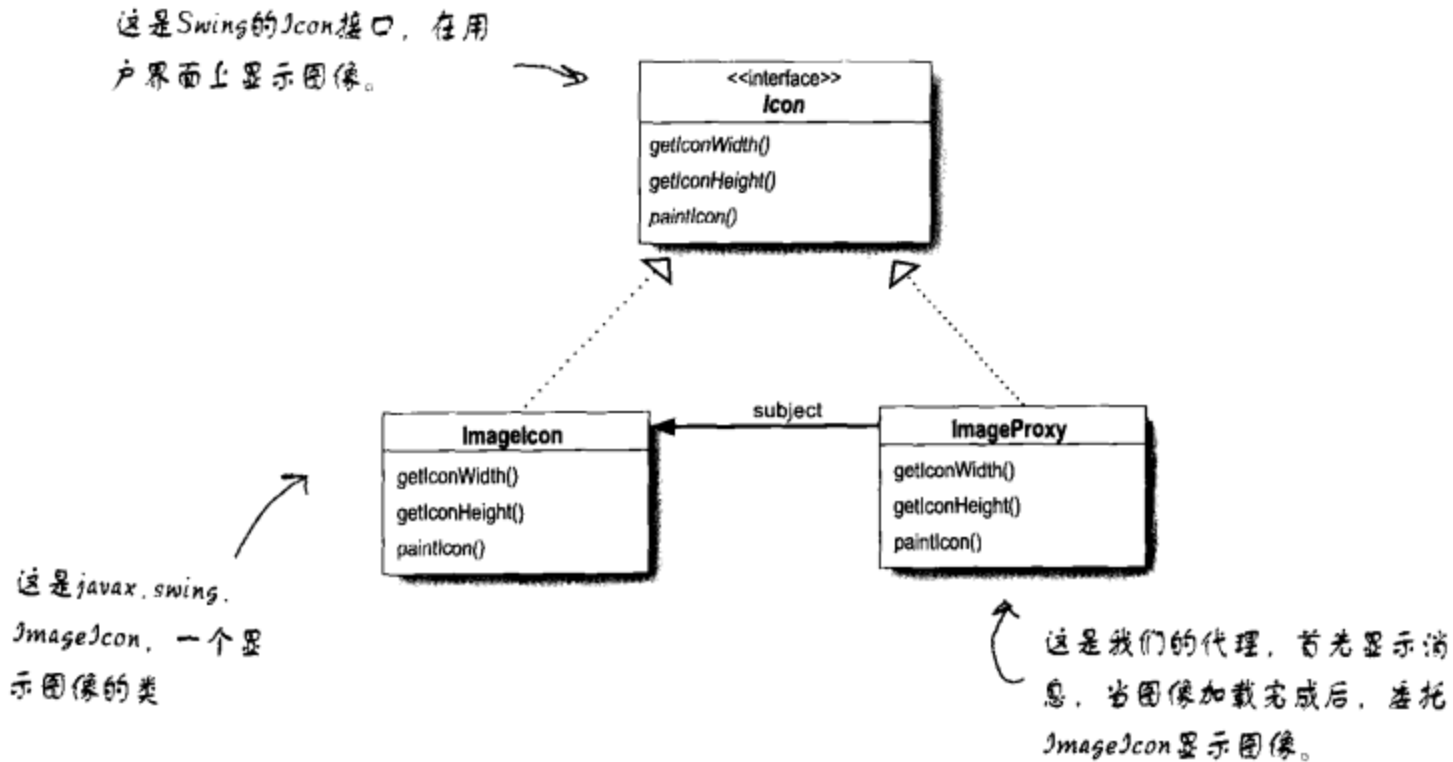 这是Swing的Icon接口，在用
户界面上显示图像。
<<interface>>
Icon
getIconWidth()
getIconHeight()
paintIcon()
subject
ImageIcon
getIconWidth()
getIconHeight()
paintIcon()
ImageProxy
getIconWidth()
getIconHeight()
paintIcon()
这是javax.swing.
ImageIcon，一个显
示图像的类
这是我们的代理，首先显示消
息，当图像加载完成后，委托
ImageIcon显示图像。